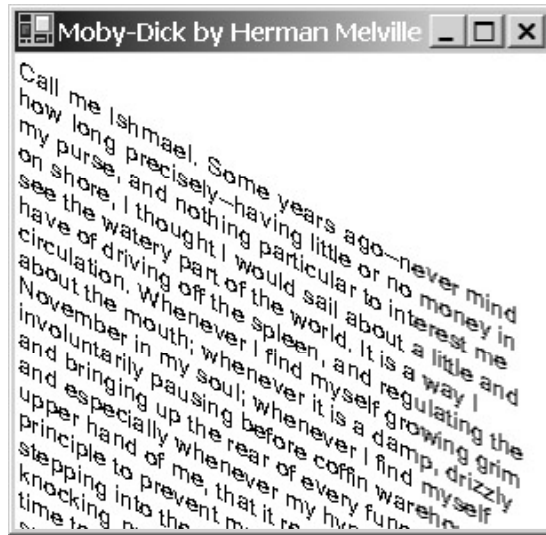 Moby-Dick by Herman Melville
Call me Ishmael. Some years ago—never mind
how long precisely—having little or no money in
my purse, and nothing particular to interest me
on shore, I thought I would sail about a little and
see the watery part of the world. It is a way I
have of driving off the spleen, and regulating the
circulation. Whenever I find myself growing grim
about the mouth; whenever it is a damp, drizzly
November in my soul; whenever I find myself
involuntarily pausing before coffin
and bringing up the rear of every
and especially whenever my
upper hand of me, that it
principle to prevent
stepping into the
knocking
time to